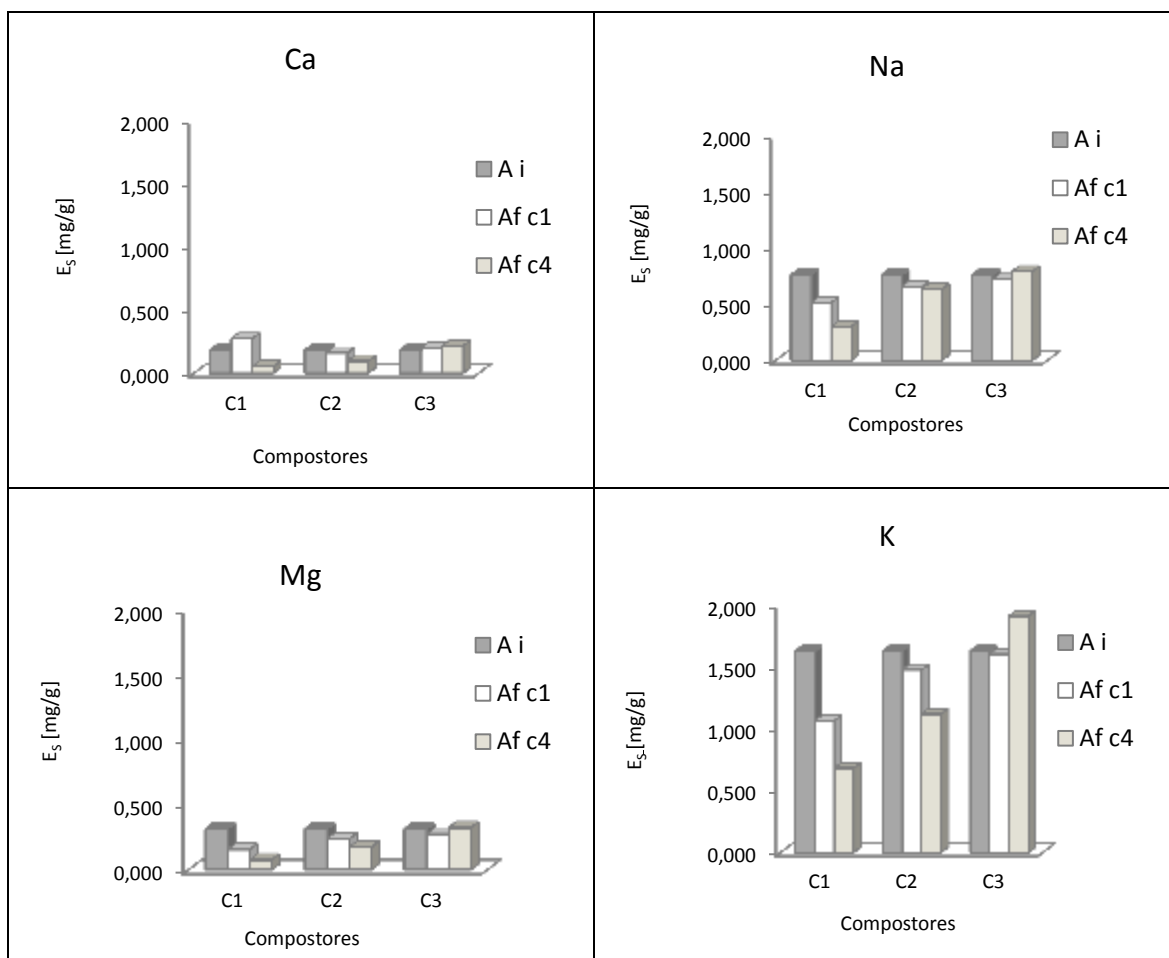 Ca
2,000
1,500
1,000
0,500
0,000
E_S [mg/g]
A i
Af c1
Af c4
C1 C2 C3
Compostores
Na
2,000
1,500
1,000
0,500
0,000
E_S [mg/g]
A i
Af c1
Af c4
C1 C2 C3
Compostores
Mg
2,000
1,500
1,000
0,500
0,000
E_S [mg/g]
A i
Af c1
Af c4
C1 C2 C3
Compostores
K
2,000
1,500
1,000
0,500
0,000
E_S [mg/g]
A i
Af c1
Af c4
C1 C2 C3
Compostores